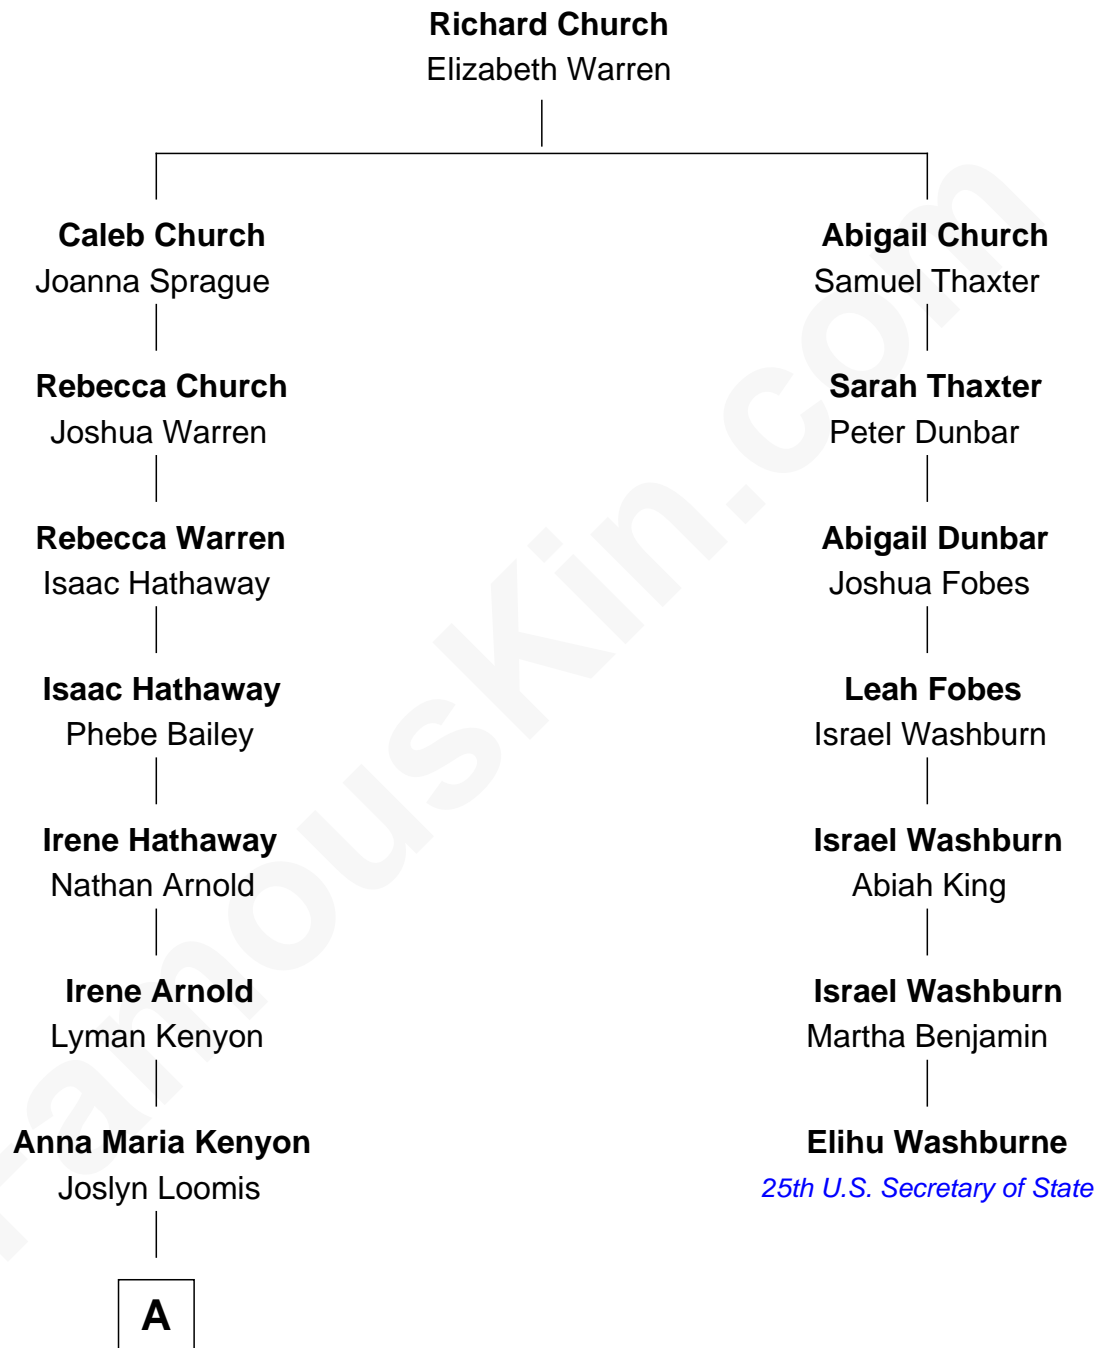 Richard Church
Elizabeth Warren
Caleb Church
Joanna Sprague
Abigail Church
Samuel Thaxter
Rebecca Church
Joshua Warren
Sarah Thaxter
Peter Dunbar
Rebecca Warren
Isaac Hathaway
Abigail Dunbar
Joshua Fobes
Isaac Hathaway
Phebe Bailey
Leah Fobes
Israel Washburn
Irene Hathaway
Nathan Arnold
Israel Washburn
Abiah King
Irene Arnold
Lyman Kenyon
Israel Washburn
Martha Benjamin
Anna Maria Kenyon
Joslyn Loomis
Elihu Washburne
25th U.S. Secretary of State
A
FamousKin.com